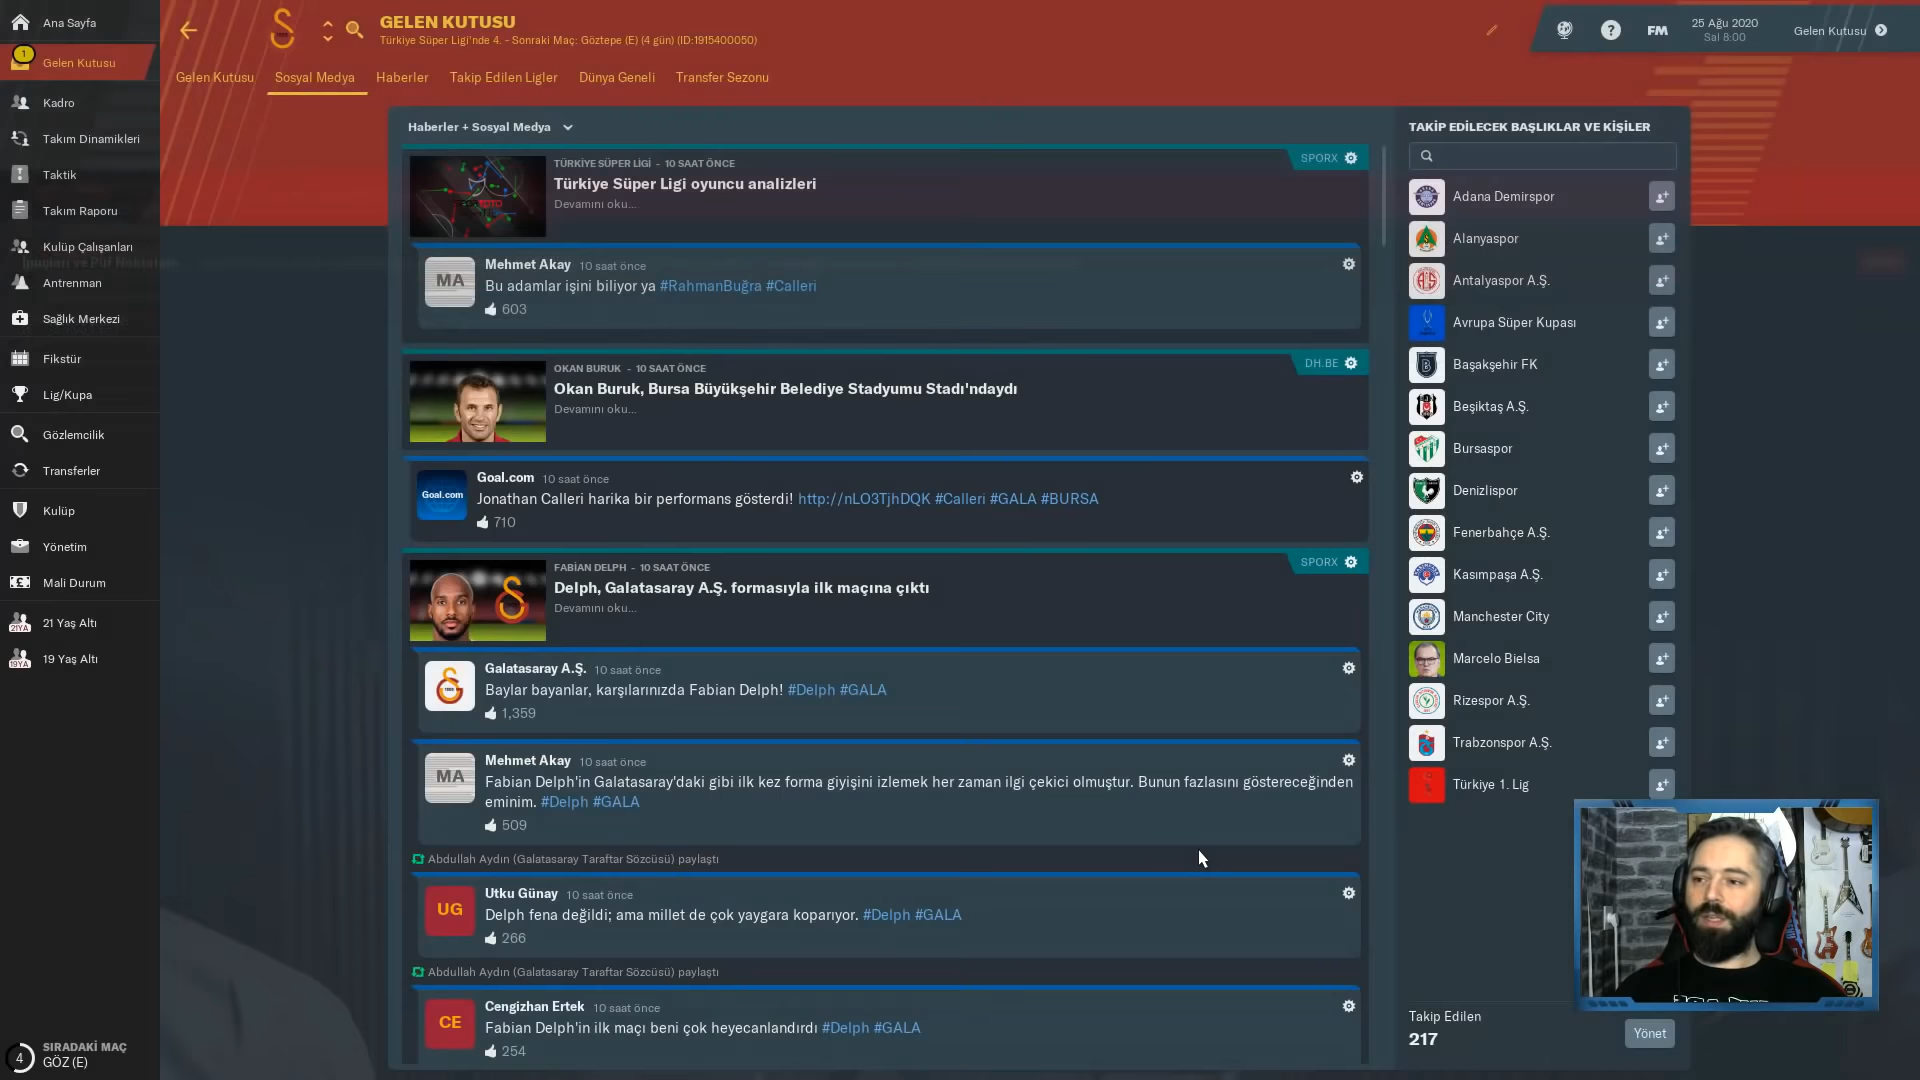 Ana Sayfa
1
Gelen Kutusu
Kadro
Takım Dinamikleri
Taktik
Takım Raporu
Kulüp Çalışanları
Antrenman
Sağlık Merkezi
Fikstür
Lig/Kupa
Gözlemcilik
Transferler
Kulüp
Yönetim
Mali Durum
21YA
21 Yaş Altı
19YA
19 Yaş Altı
4
SIRADAKİ MAÇ
GÖZ (E)
GELEN KUTUSU
Türkiye Süper Ligi'nde 4. - Sonraki Maç: Göztepe (E) (4 gün) (ID:1915400050)
? FM
25 Ağu 2020
Sal 8:00
Gelen Kutusu
Gelen Kutusu Sosyal Medya Haberler Takip Edilen Ligler Dünya Geneli Transfer Sezonu
Haberler + Sosyal Medya
TÜRKİYE SÜPER LİGİ - 10 SAAT ÖNCE
SPORX
Türkiye Süper Ligi oyuncu analizleri
Devamını oku...
MA
Mehmet Akay 10 saat önce
Bu adamlar işini biliyor ya #RahmanBuğra #Calleri
603
OKAN BURUK - 10 SAAT ÖNCE
DH.BE
Okan Buruk, Bursa Büyükşehir Belediye Stadyumu Stadı'ndaydı
Devamını oku...
Goal.com
Goal.com 10 saat önce
Jonathan Calleri harika bir performans gösterdi! http://nLO3TjhDQK #Calleri #GALA #BURSA
710
FABİAN DELPH - 10 SAAT ÖNCE
SPORX
Delph, Galatasaray A.Ş. formasıyla ilk maçına çıktı
Devamını oku...
Galatasaray A.Ş. 10 saat önce
Baylar bayanlar, karşılarınızda Fabian Delph! #Delph #GALA
1,359
MA
Mehmet Akay 10 saat önce
Fabian Delph'in Galatasaray'daki gibi ilk kez forma giyişini izlemek her zaman ilgi çekici olmuştur. Bunun fazlasını göstereceğinden
eminim. #Delph #GALA
509
Abdullah Aydın (Galatasaray Taraftar Sözcüsü) paylaştı
UG
Utku Günay 10 saat önce
Delph fena değildi; ama millet de çok yaygara koparıyor. #Delph #GALA
266
Abdullah Aydın (Galatasaray Taraftar Sözcüsü) paylaştı
CE
Cengizhan Ertek 10 saat önce
Fabian Delph'in ilk maçı beni çok heyecanlandırdı #Delph #GALA
254
TAKİP EDİLECEK BAŞLIKLAR VE KİŞİLER
Adana Demirspor
Alanyaspor
Antalyaspor A.Ş.
Avrupa Süper Kupası
Başakşehir FK
Beşiktaş A.Ş.
Bursaspor
Denizlispor
Fenerbahçe A.Ş.
Kasımpaşa A.Ş.
Manchester City
Marcelo Bielsa
Rizespor A.Ş.
Trabzonspor A.Ş.
Türkiye 1. Lig
Takip Edilen
217
Yönet